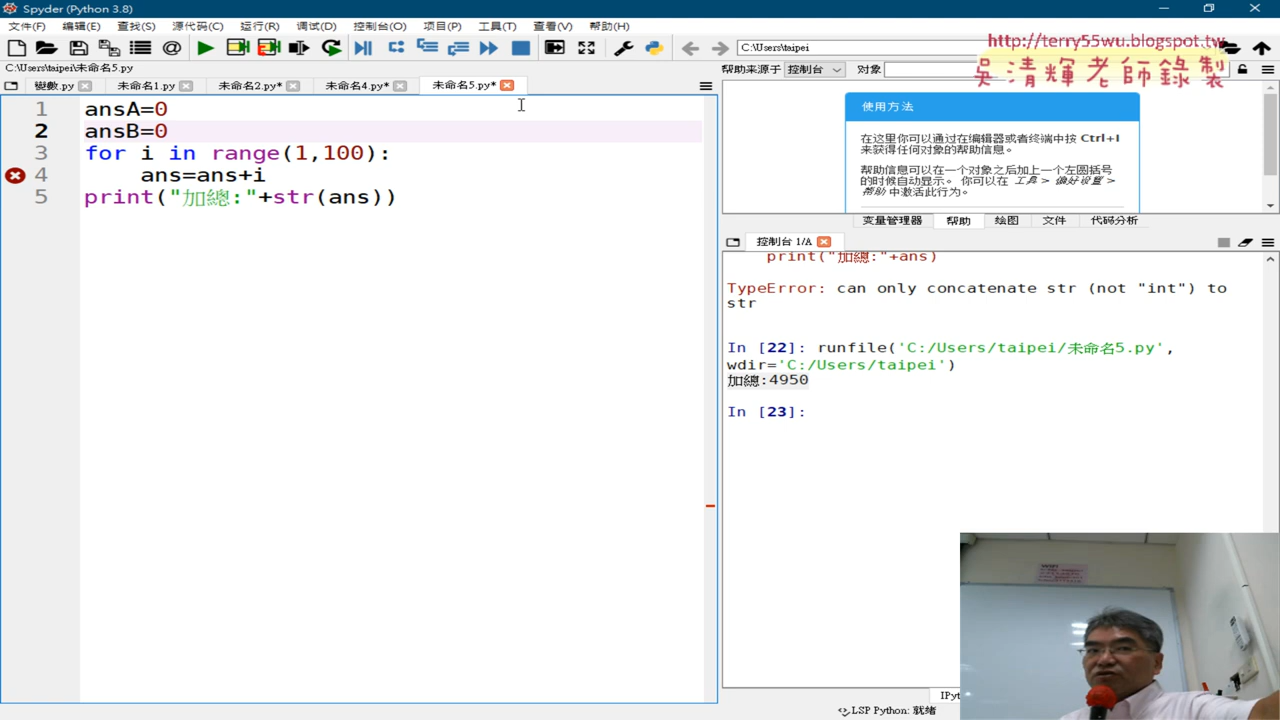 Spyder (Python 3.8)
文件(F) 编辑(E) 查找(S) 源代码(C) 运行(R) 调试(D) 控制台(O) 项目(P) 工具(T) 查看(V) 帮助(H)
C:\Users\taipei
http://terry55wu.blogspot.tw
吳清輝老師錄製
C:\Users\taipei\未命名5.py
帮助来源于 控制台 对象
變數.py 未命名1.py 未命名2.py* 未命名4.py* 未命名5.py*
1 ansA=0
2 ansB=0
3 for i in range(1,100):
4 ans=ans+i
5 print("加總:"+str(ans))
使用方法
在这里你可以通过在编辑器或者终端中按 Ctrl+I
来获得任何对象的帮助信息。
帮助信息可以在一个对象之后加上一个左圆括号
的时候自动显示。 你可以在 工具 > 偏好设置 >
帮助 中激活此行为。
变量管理器 帮助 绘图 文件 代码分析
控制台 1/A
print("加總:"+ans)
TypeError: can only concatenate str (not "int") to
str
In [22]: runfile('C:/Users/taipei/未命名5.py',
wdir='C:/Users/taipei')
加總:4950
In [23]:
LSP Python: 就绪